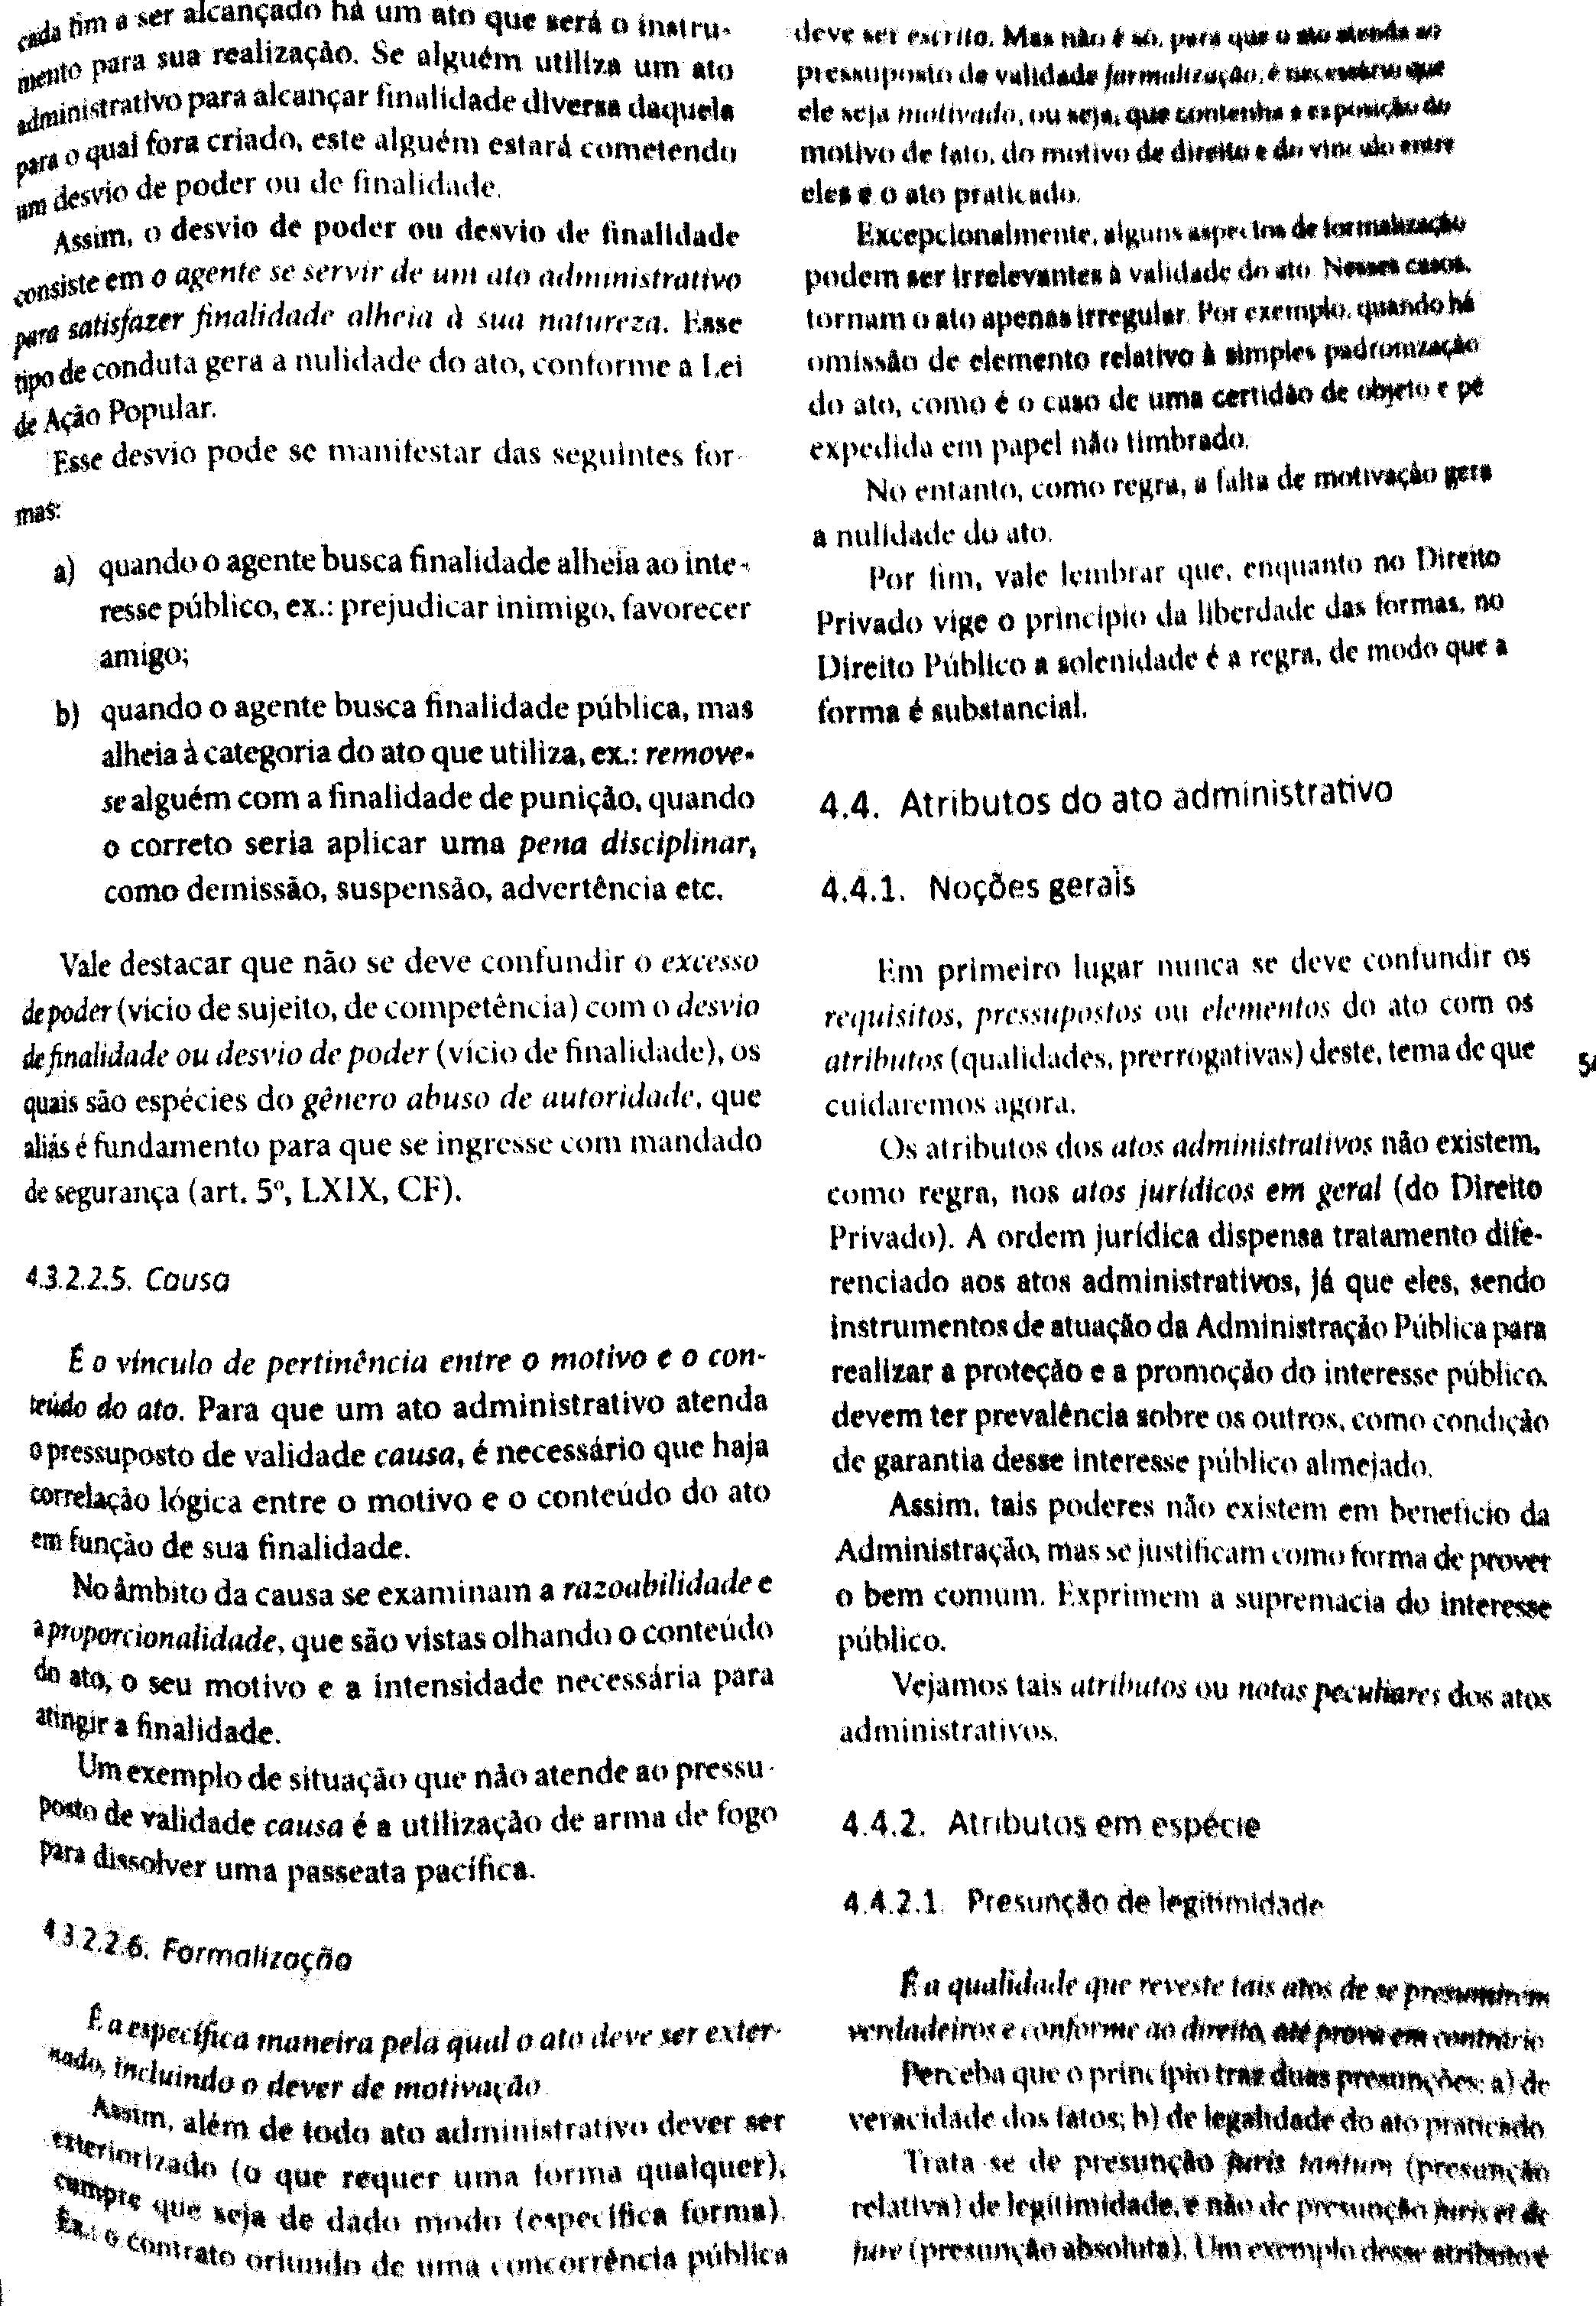 cada fim a ser alcançado há um ato que será o instru-
mento para sua realização. Se alguém utiliza um ato
administrativo para alcançar finalidade diversa daquela
para o qual fora criado, este alguém estará cometendo
um desvio de poder ou de finalidade.
Assim, o desvio de poder ou desvio de finalidade
consiste em o agente se servir de um ato administrativo
para satisfazer finalidade alheia à sua natureza. Esse
tipo de conduta gera a nulidade do ato, conforme a Lei
de Ação Popular.
Esse desvio pode se manifestar das seguintes for-
mas:
a) quando o agente busca finalidade alheia ao inte-
resse público, ex.: prejudicar inimigo, favorecer
amigo;
b) quando o agente busca finalidade pública, mas
alheia à categoria do ato que utiliza, ex.: remove-
se alguém com a finalidade de punição, quando
o correto seria aplicar uma pena disciplinar,
como demissão, suspensão, advertência etc.
Vale destacar que não se deve confundir o excesso
de poder (vício de sujeito, de competência) com o desvio
de finalidade ou desvio de poder (vício de finalidade), os
quais são espécies do gênero abuso de autoridade, que
aliás é fundamento para que se ingresse com mandado
de segurança (art. 5º, LXIX, CF).
4.3.2.2.5. Causa
É o vínculo de pertinência entre o motivo e o con-
teúdo do ato. Para que um ato administrativo atenda
o pressuposto de validade causa, é necessário que haja
correlação lógica entre o motivo e o conteúdo do ato
em função de sua finalidade.
No âmbito da causa se examinam a razoabilidade e
a proporcionalidade, que são vistas olhando o conteúdo
do ato, o seu motivo e a intensidade necessária para
atingir a finalidade.
Um exemplo de situação que não atende ao pressu-
posto de validade causa é a utilização de arma de fogo
para dissolver uma passeata pacífica.
4.3.2.2.6. Formalização
É a específica maneira pela qual o ato deve ser exter-
nado, incluindo o dever de motivação.
Assim, além de todo ato administrativo dever ser
exteriorizado (o que requer uma forma qualquer),
cumpre que seja de dado modo (específica forma).
Ex.: o contrato oriundo de uma concorrência pública
deve ser escrito. Mas não é só, para que o ato atenda ao
pressuposto de validade formalização, é necessário que
ele seja motivado, ou seja, que contenha a exposição do
motivo de fato, do motivo de direito e do vínculo entre
eles e o ato praticado.
Excepcionalmente, alguns aspectos de formalização
podem ser irrelevantes à validade do ato. Nesses casos,
tornam o ato apenas irregular. Por exemplo, quando há
omissão de elemento relativo à simples padronização
do ato, como é o caso de uma certidão de objeto e pé
expedida em papel não timbrado.
No entanto, como regra, a falta de motivação gera
a nulidade do ato.
Por fim, vale lembrar que, enquanto no Direito
Privado vige o princípio da liberdade das formas, no
Direito Público a solenidade é a regra, de modo que a
forma é substancial.
4.4. Atributos do ato administrativo
4.4.1. Noções gerais
Em primeiro lugar nunca se deve confundir os
requisitos, pressupostos ou elementos do ato com os
atributos (qualidades, prerrogativas) deste, tema de que
cuidaremos agora.
Os atributos dos atos administrativos não existem,
como regra, nos atos jurídicos em geral (do Direito
Privado). A ordem jurídica dispensa tratamento dife-
renciado aos atos administrativos, já que eles, sendo
instrumentos de atuação da Administração Pública para
realizar a proteção e a promoção do interesse público,
devem ter prevalência sobre os outros, como condição
de garantia desse interesse público almejado.
Assim, tais poderes não existem em benefício da
Administração, mas se justificam como forma de prover
o bem comum. Exprimem a supremacia do interesse
público.
Vejamos tais atributos ou notas peculiares dos atos
administrativos.
4.4.2. Atributos em espécie
4.4.2.1. Presunção de legitimidade
É a qualidade que reveste tais atos de se presumirem
verdadeiros e conforme ao direito, até prova em contrário.
Perceba que o princípio traz duas presunções: a) de
veracidade dos fatos; b) de legalidade do ato praticado.
Trata-se de presunção juris tantum (presunção
relativa) de legitimidade, e não de presunção juris et de
jure (presunção absoluta). Um exemplo desse atributo é